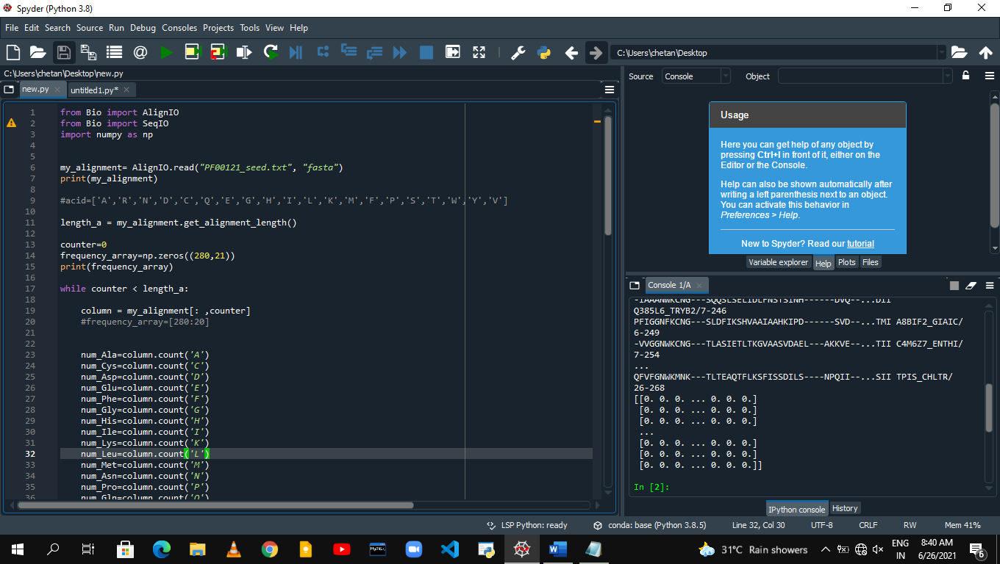 Spyder (Python 3.8)
File Edit Search Source Run Debug Consoles Projects Tools View Help
C:\Users\chetan\Desktop
C:\Users\chetan\Desktop\new.py
new.py
untitled1.py*
1 from Bio import AlignIO
2 from Bio import SeqIO
3 import numpy as np
4
5
6 my_alignment= AlignIO.read("PF00121_seed.txt", "fasta")
7 print(my_alignment)
8
9 #acid=['A','R','N','D','C','Q','E','G','H','I','L','K','M','F','P','S','T','W','Y','V']
10
11 length_a = my_alignment.get_alignment_length()
12
13 counter=0
14 frequency_array=np.zeros((280,21))
15 print(frequency_array)
16
17 while counter < length_a:
18
19 column = my_alignment[: ,counter]
20 #frequency_array=[280:20]
21
22
23 num_Ala=column.count('A')
24 num_Cys=column.count('C')
25 num_Asp=column.count('D')
26 num_Glu=column.count('E')
27 num_Phe=column.count('F')
28 num_Gly=column.count('G')
29 num_His=column.count('H')
30 num_Ile=column.count('I')
31 num_Lys=column.count('K')
32 num_Leu=column.count('L')
33 num_Met=column.count('M')
34 num_Asn=column.count('N')
35 num_Pro=column.count('P')
36 num_Gln=column.count('Q')
Source Console Object
Usage
Here you can get help of any object by
pressing Ctrl+I in front of it, either on the
Editor or the Console.
Help can also be shown automatically after
writing a left parenthesis next to an object.
You can activate this behavior in
Preferences > Help.
New to Spyder? Read our tutorial
Variable explorer Help Plots Files
Console 1/A
-IAAANWKCNG---SQQSLSELIDLFNSTSINH------DVQ--...DII
Q385L6_TRYB2/7-246
PFIGGNFKCNG---SLDFIKSHVAAIAAHKIPD------SVD--...TMI A8BIF2_GIAIC/
6-249
-VVGGNWKCNG---TLASIETLTKGVAASVDAEL---AKKVE--...TII C4M6Z7_ENTHI/
7-254
...
QFVFGNWKMNK---TLTEAQTFLKSFISSDILS----NPQII--...SII TPIS_CHLTR/
26-268
[[0. 0. 0. ... 0. 0. 0.]
[0. 0. 0. ... 0. 0. 0.]
[0. 0. 0. ... 0. 0. 0.]
...
[0. 0. 0. ... 0. 0. 0.]
[0. 0. 0. ... 0. 0. 0.]
[0. 0. 0. ... 0. 0. 0.]]
In [2]:
IPython console History
LSP Python: ready conda: base (Python 3.8.5) Line 32, Col 30 UTF-8 CRLF RW Mem 41%
MySQL
31°C Rain showers
ENG
IN
8:40 AM
6/26/2021
6